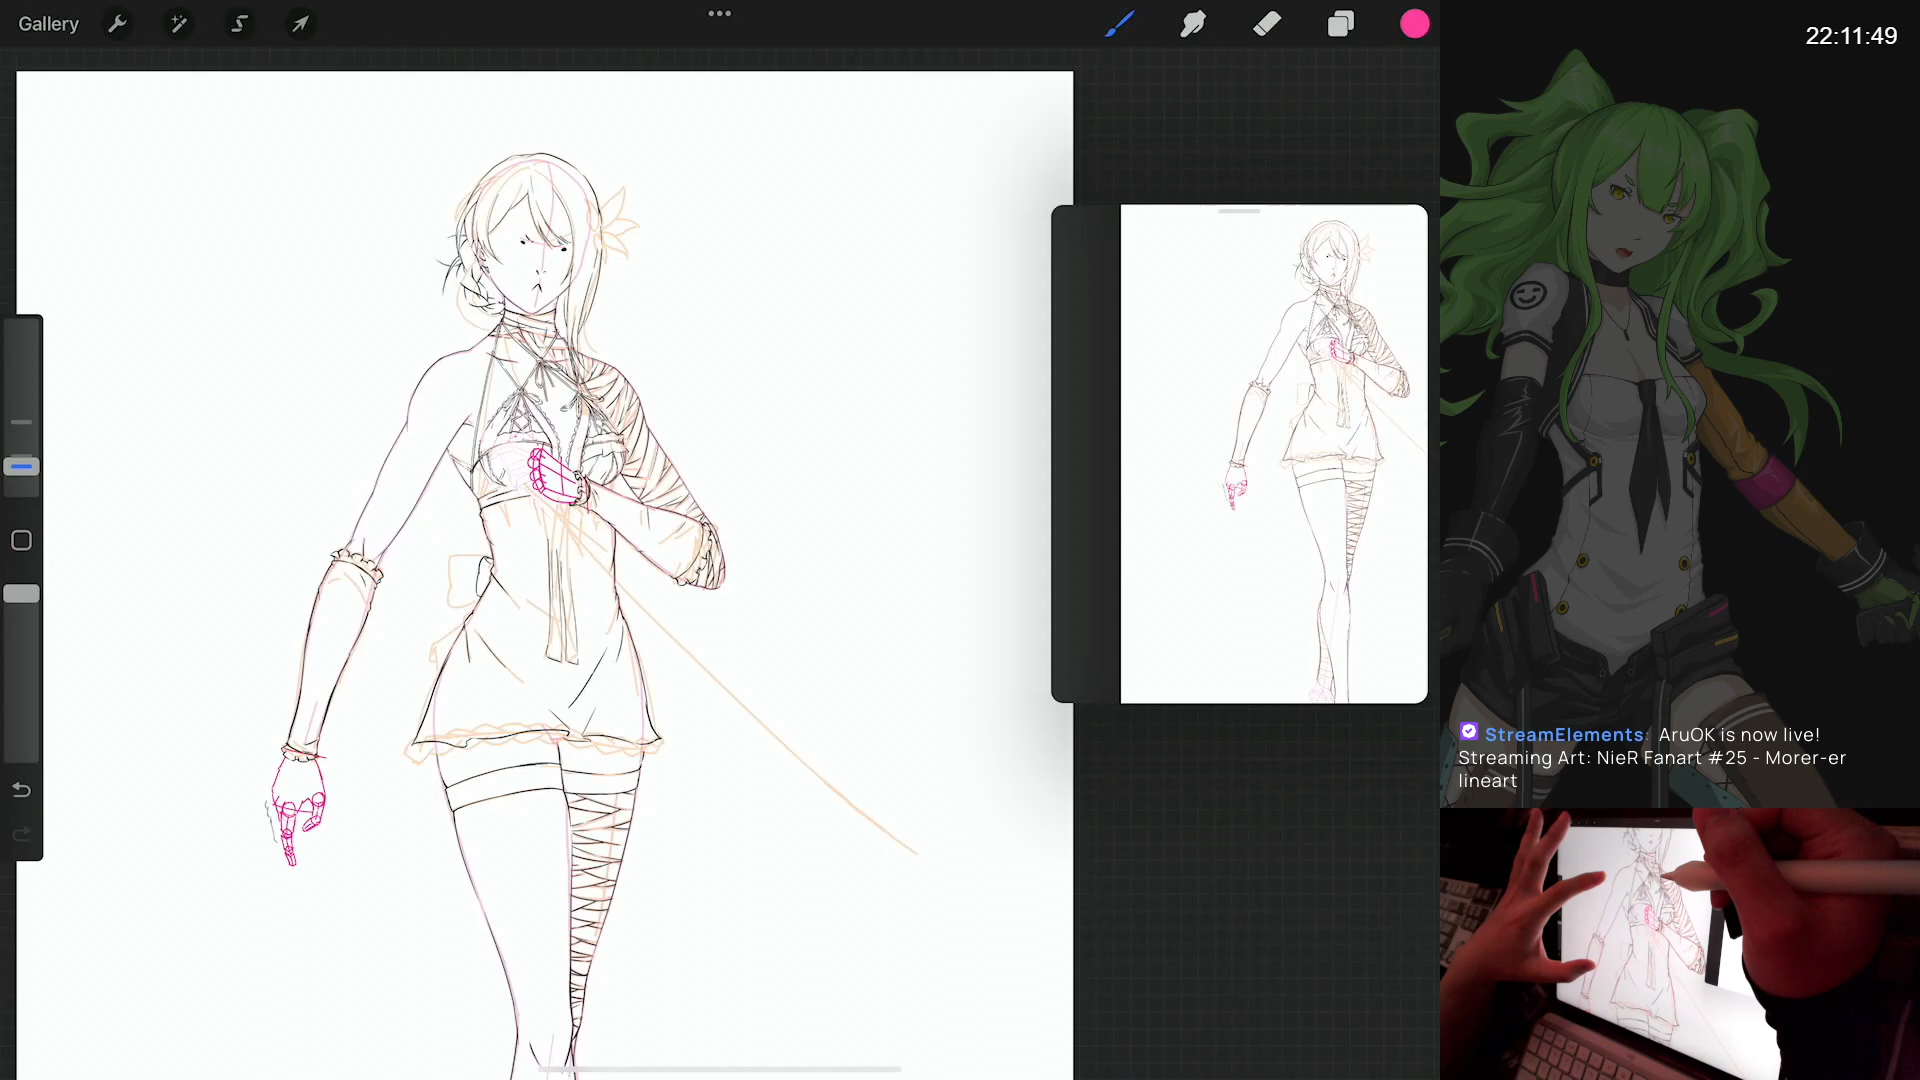 Gallery
22:11:49
StreamElements: AruOK is now live!
Streaming Art: NieR Fanart #25 - Morer-er
lineart